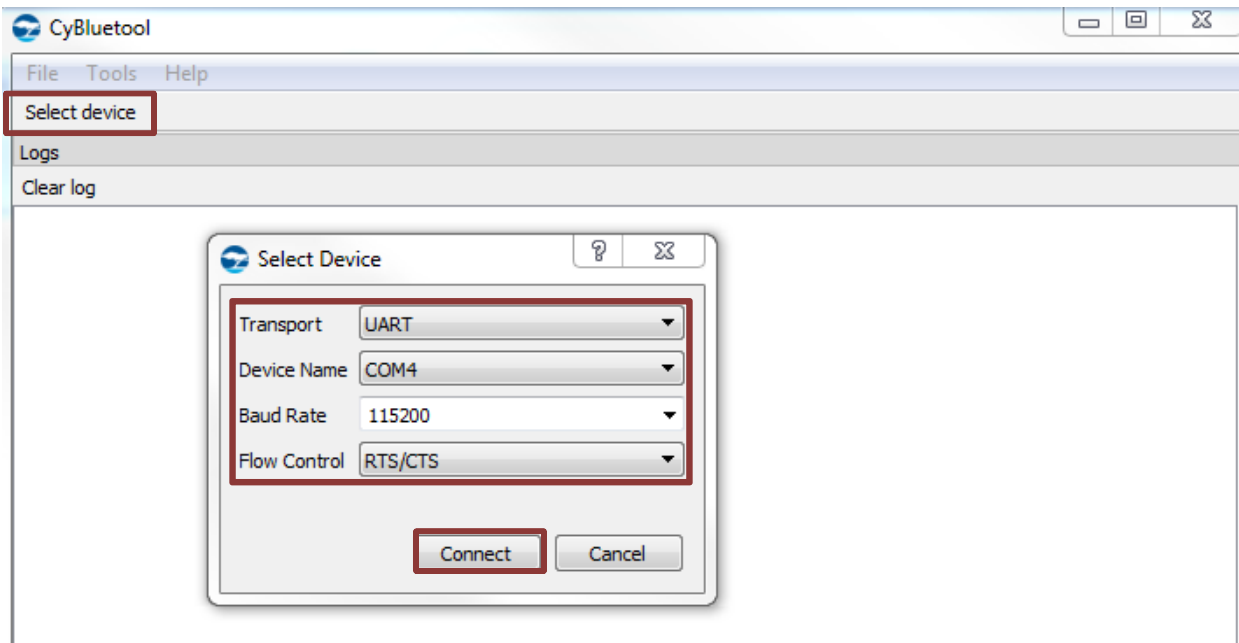 CyBluetool
File Tools Help
Select device
Logs
Clear log
Select Device
Transport UART
Device Name COM4
Baud Rate 115200
Flow Control RTS/CTS
Connect Cancel